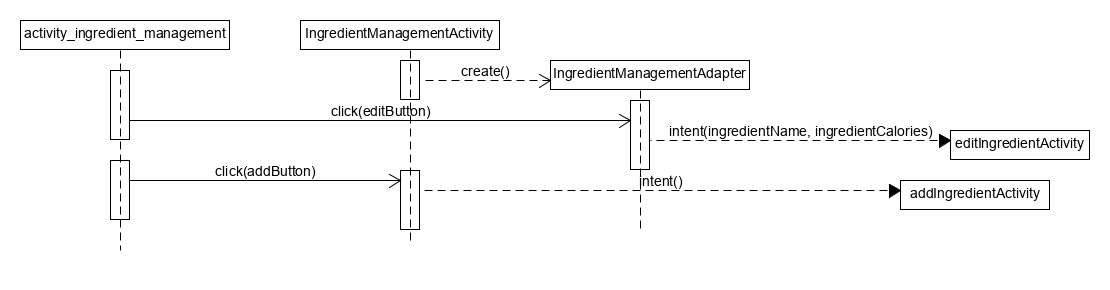 activity_ingredient_management
IngredientManagementActivity
create()
IngredientManagementAdapter
click(editButton)
intent(ingredientName, ingredientCalories)
editIngredientActivity
click(addButton)
intent()
addIngredientActivity